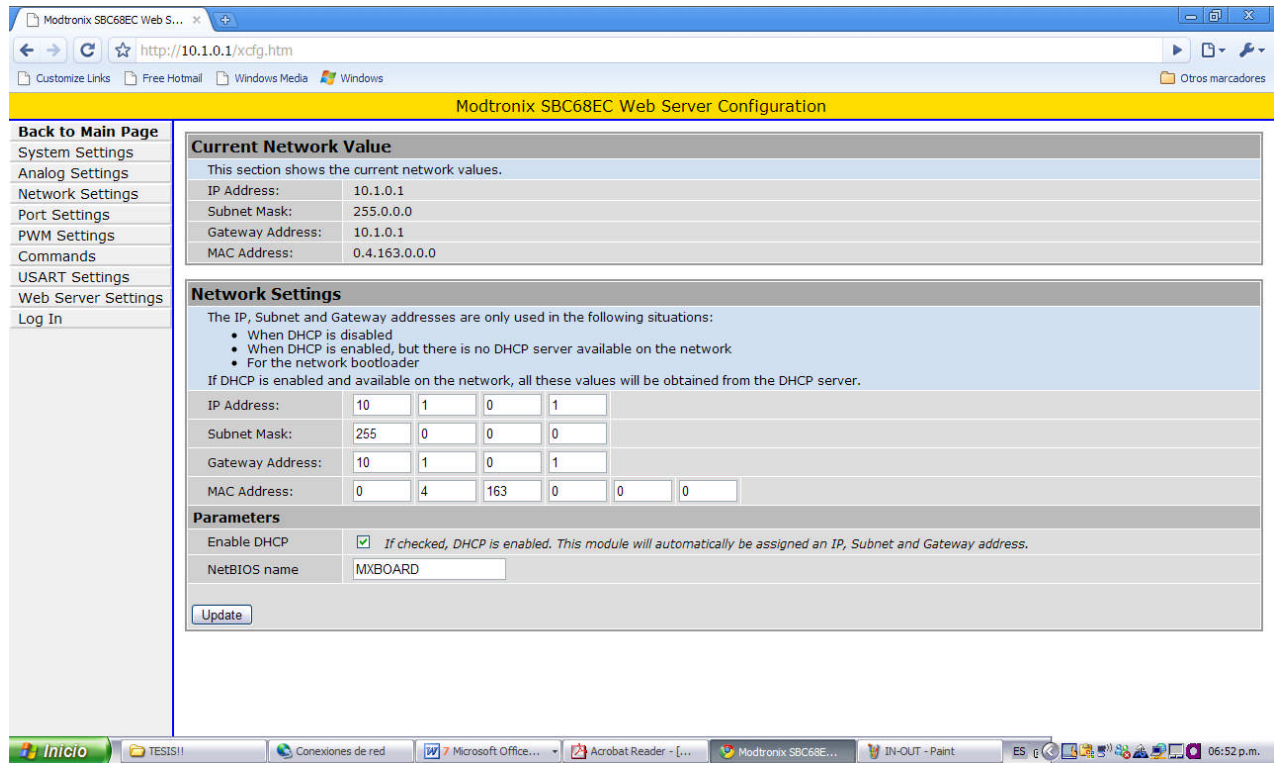 Modtronix SBC68EC Web S...
http://10.1.0.1/xcfg.htm
Customize Links Free Hotmail Windows Media Windows Otros marcadores
Modtronix SBC68EC Web Server Configuration
Back to Main Page
System Settings
Analog Settings
Network Settings
Port Settings
PWM Settings
Commands
USART Settings
Web Server Settings
Log In
Current Network Value
This section shows the current network values.
IP Address: 10.1.0.1
Subnet Mask: 255.0.0.0
Gateway Address: 10.1.0.1
MAC Address: 0.4.163.0.0.0
Network Settings
The IP, Subnet and Gateway addresses are only used in the following situations:
• When DHCP is disabled
• When DHCP is enabled, but there is no DHCP server available on the network
• For the network bootloader
If DHCP is enabled and available on the network, all these values will be obtained from the DHCP server.
IP Address: 10 1 0 1
Subnet Mask: 255 0 0 0
Gateway Address: 10 1 0 1
MAC Address: 0 4 163 0 0 0
Parameters
Enable DHCP If checked, DHCP is enabled. This module will automatically be assigned an IP, Subnet and Gateway address.
NetBIOS name MXBOARD
Update
Inicio TESIS!! Conexiones de red 7 Microsoft Office... Acrobat Reader - [... Modtronix SBC68E... IN-OUT - Paint ES 06:52 p.m.